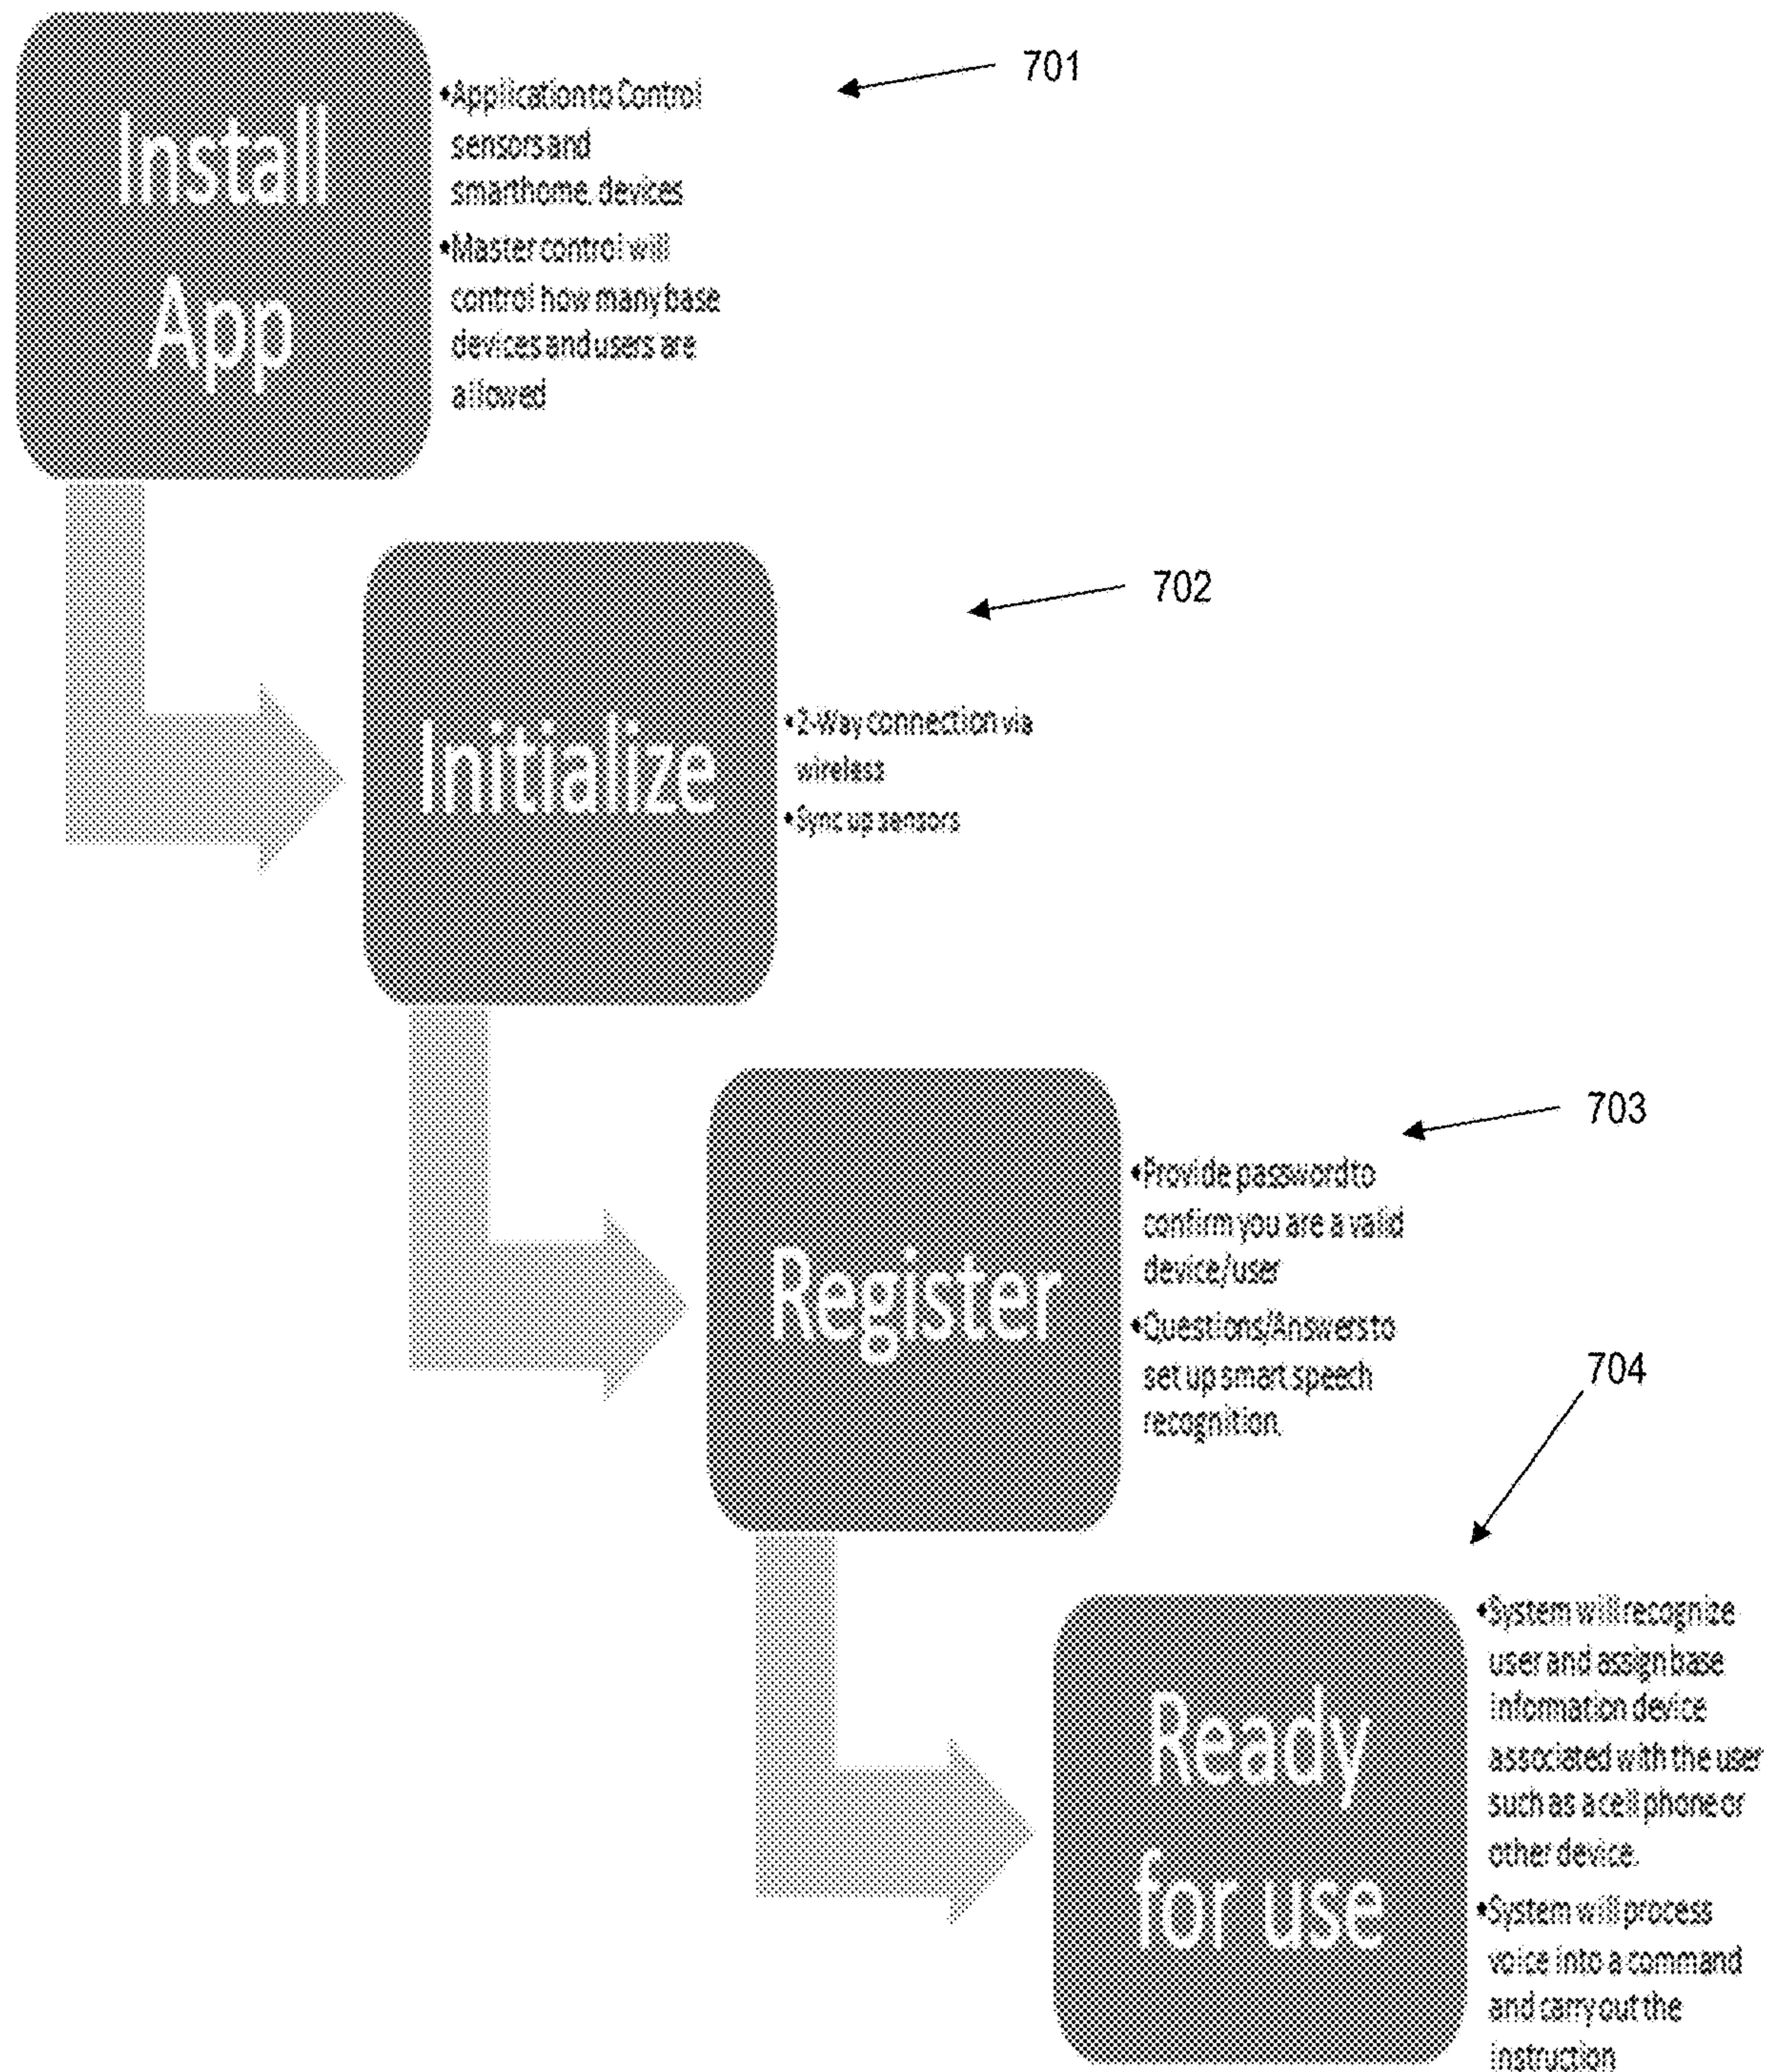 Install
App
•Application to Control
sensors and
smarthome. devices
•Master control will
control how many base
devices and users are
allowed
701
Initialize
•2-Way connection via
wireless
•Sync up sensors
702
Register
•Provide password to
confirm you are a valid
device/user
•Questions/Answers to
set up smart speech
recognition.
703
704
Ready
for use
•System will recognize
user and assign base
information device
associated with the user
such as a cell phone or
other device.
•System will process
voice into a command
and carry out the
instruction